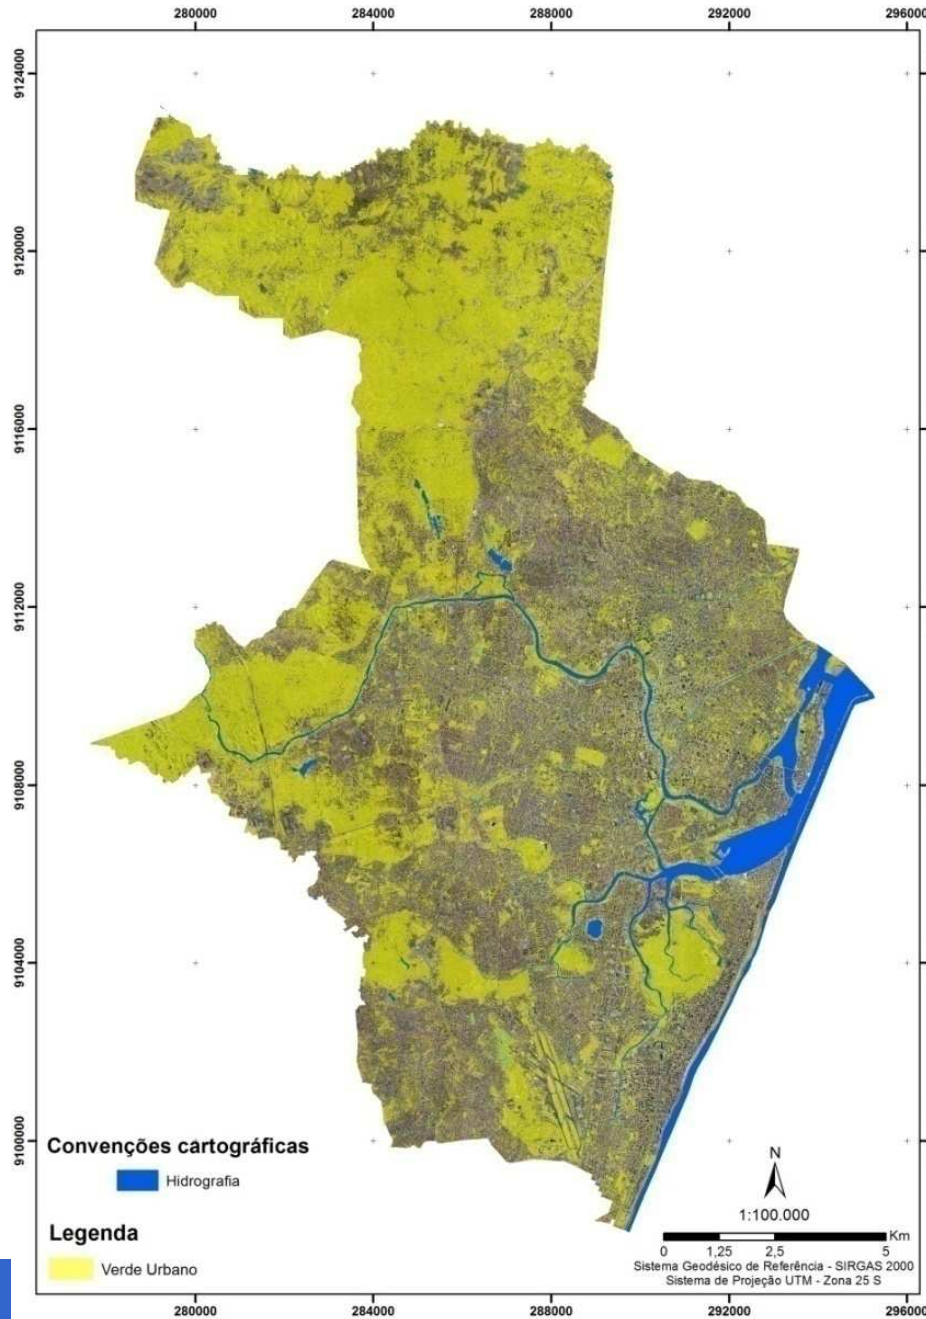 280000 284000 288000 292000 296000
9124000
9120000
9116000
9112000
9108000
9104000
9100000
Convenções cartográficas
Hidrografia
Legenda
Verde Urbano
N
1:100.000
Km
0 1,25 2,5 5
Sistema Geodésico de Referência - SIRGAS 2000
Sistema de Projeção UTM - Zona 25 S
280000 284000 288000 292000 296000